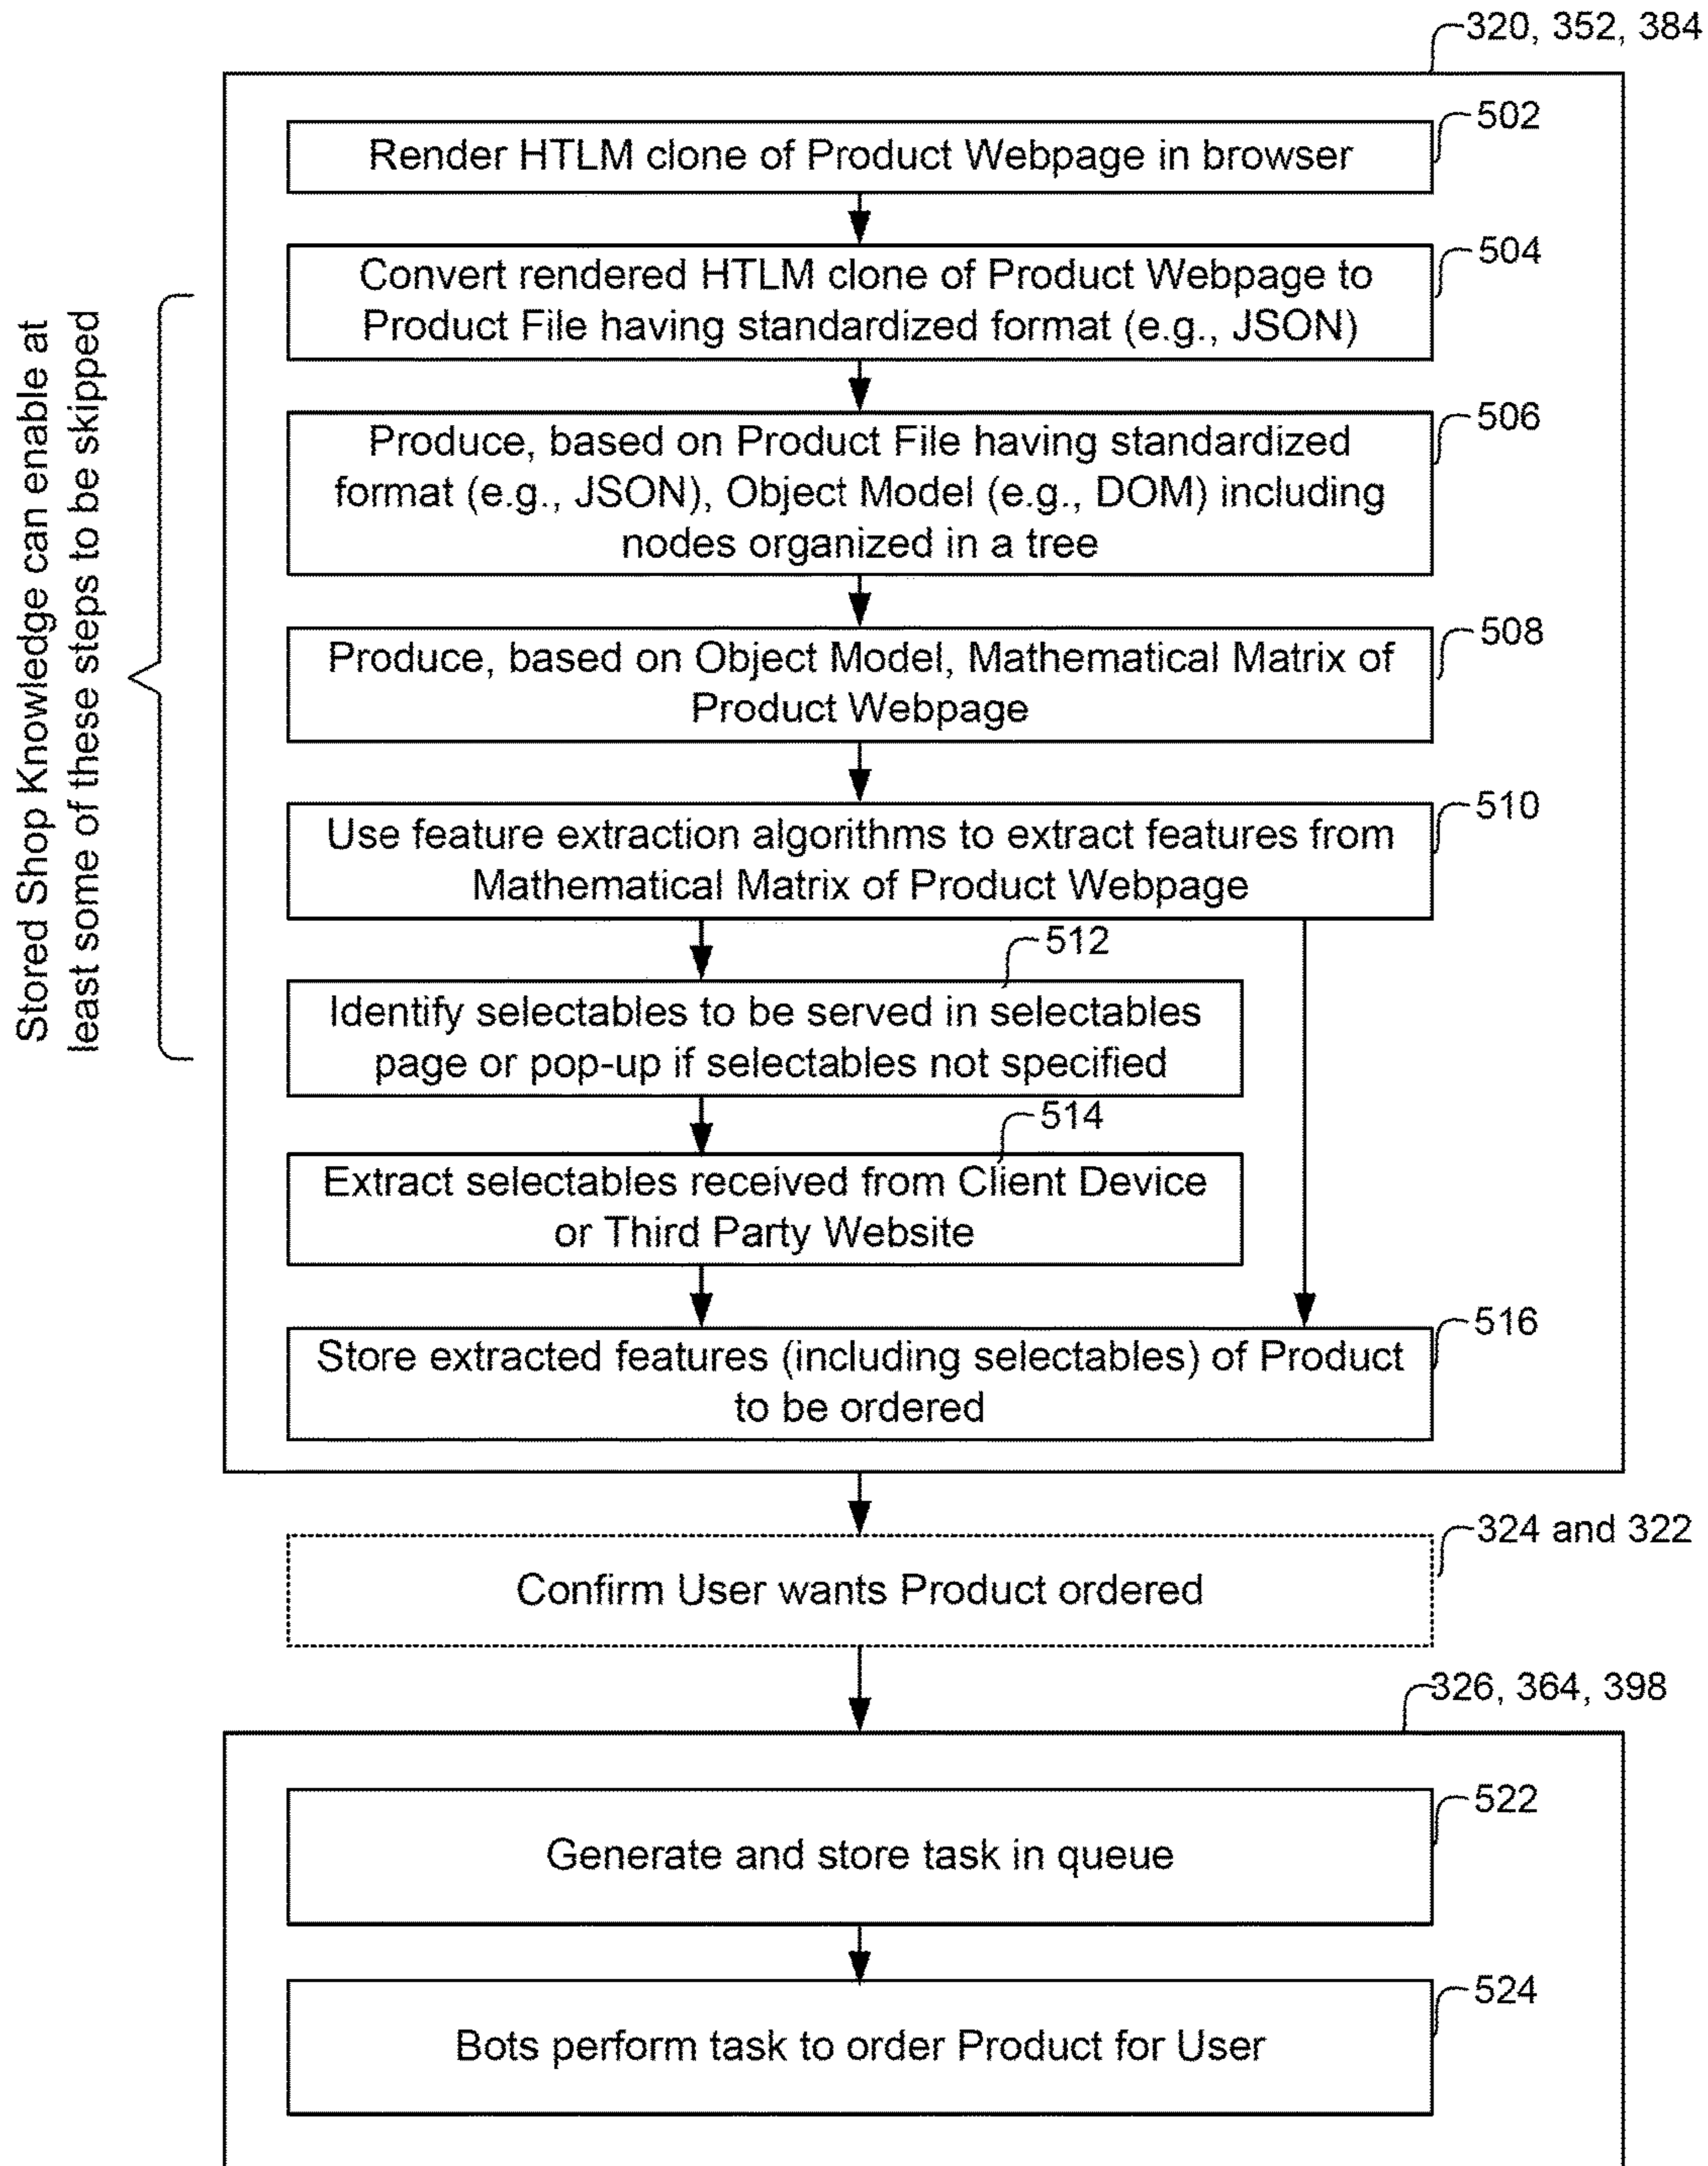 320, 352, 384
502
Render HTLM clone of Product Webpage in browser
504
Convert rendered HTLM clone of Product Webpage to
Product File having standardized format (e.g., JSON)
506
Produce, based on Product File having standardized
format (e.g., JSON), Object Model (e.g., DOM) including
nodes organized in a tree
508
Produce, based on Object Model, Mathematical Matrix of
Product Webpage
510
Use feature extraction algorithms to extract features from
Mathematical Matrix of Product Webpage
512
Identify selectables to be served in selectables
page or pop-up if selectables not specified
514
Extract selectables received from Client Device
or Third Party Website
516
Store extracted features (including selectables) of Product
to be ordered
Stored Shop Knowledge can enable at
least some of these steps to be skipped
324 and 322
Confirm User wants Product ordered
326, 364, 398
522
Generate and store task in queue
524
Bots perform task to order Product for User